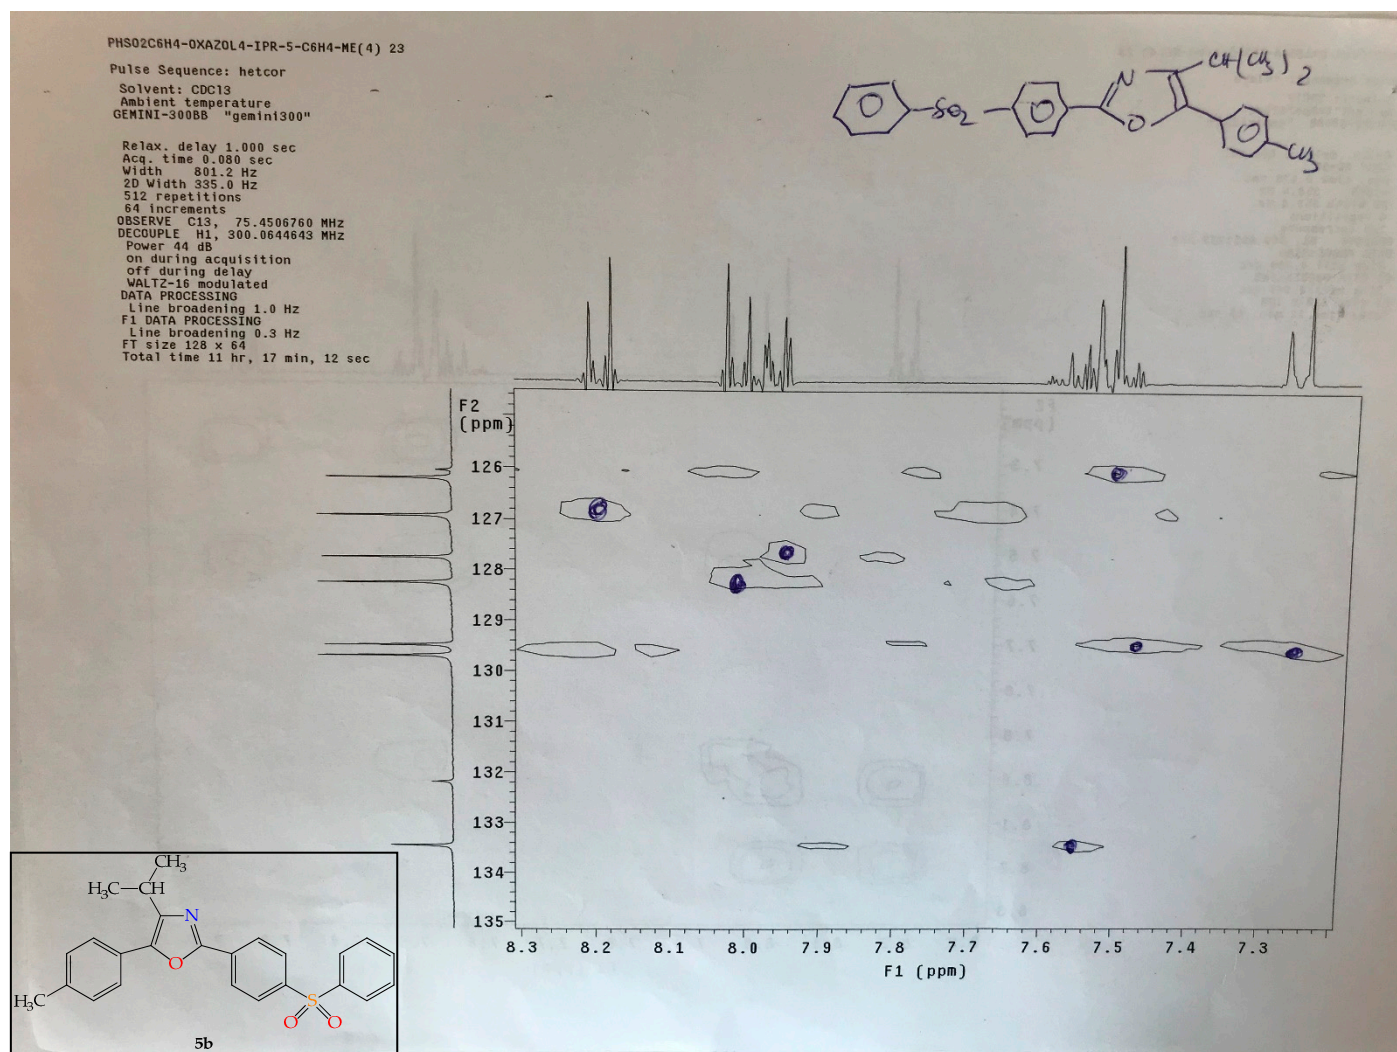 PHSO2C6H4-OXAZOL4-IPR-5-C6H4-ME(4) 23
Pulse Sequence: hetcor
Solvent: CDCl3
Ambient temperature
GEMINI-300BB "gemini300"
Relax. delay 1.000 sec
Acq. time 0.080 sec
Width 801.2 Hz
2D Width 335.0 Hz
512 repetitions
64 increments
OBSERVE C13, 75.4506760 MHz
DECOUPLE H1, 300.0644643 MHz
Power 44 dB
on during acquisition
off during delay
WALTZ-16 modulated
DATA PROCESSING
Line broadening 1.0 Hz
F1 DATA PROCESSING
Line broadening 0.3 Hz
FT size 128 x 64
Total time 11 hr, 17 min, 12 sec
N CH(CH3)2
SO2
O
CH3
F2
(ppm)
126
127
128
129
130
131
132
133
134
135
8.3 8.2 8.1 8.0 7.9 7.8 7.7 7.6 7.5 7.4 7.3
F1 (ppm)
CH3
H3C CH
N
O
H3C
S
O O
5b